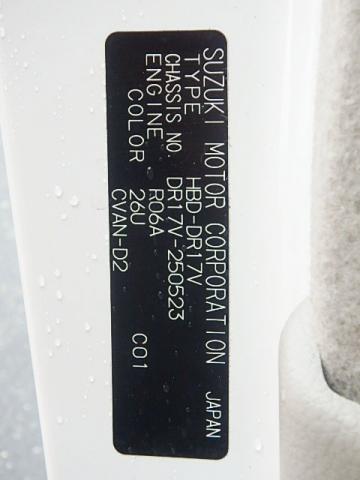 SUZUKI MOTOR CORPORATION JAPAN
TYPE HBD-DR17V
CHASSIS NO. DR17V-250523
ENGINE R06A
COLOR 26U
CVAN-D2 C01